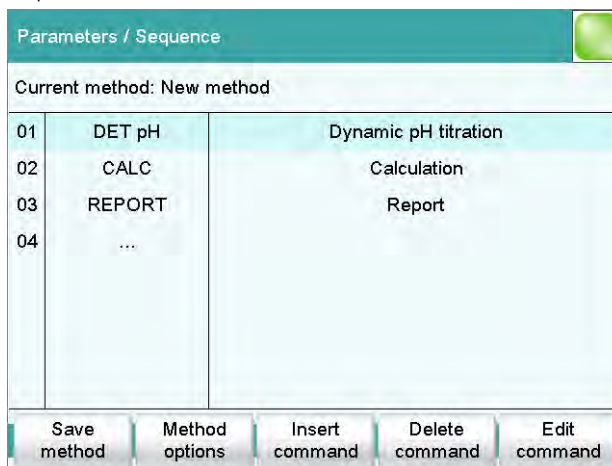 Parameters / Sequence
Current method: New method
01 DET pH Dynamic pH titration
02 CALC Calculation
03 REPORT Report
04 ...
Save Method Insert Delete Edit
method options command command command